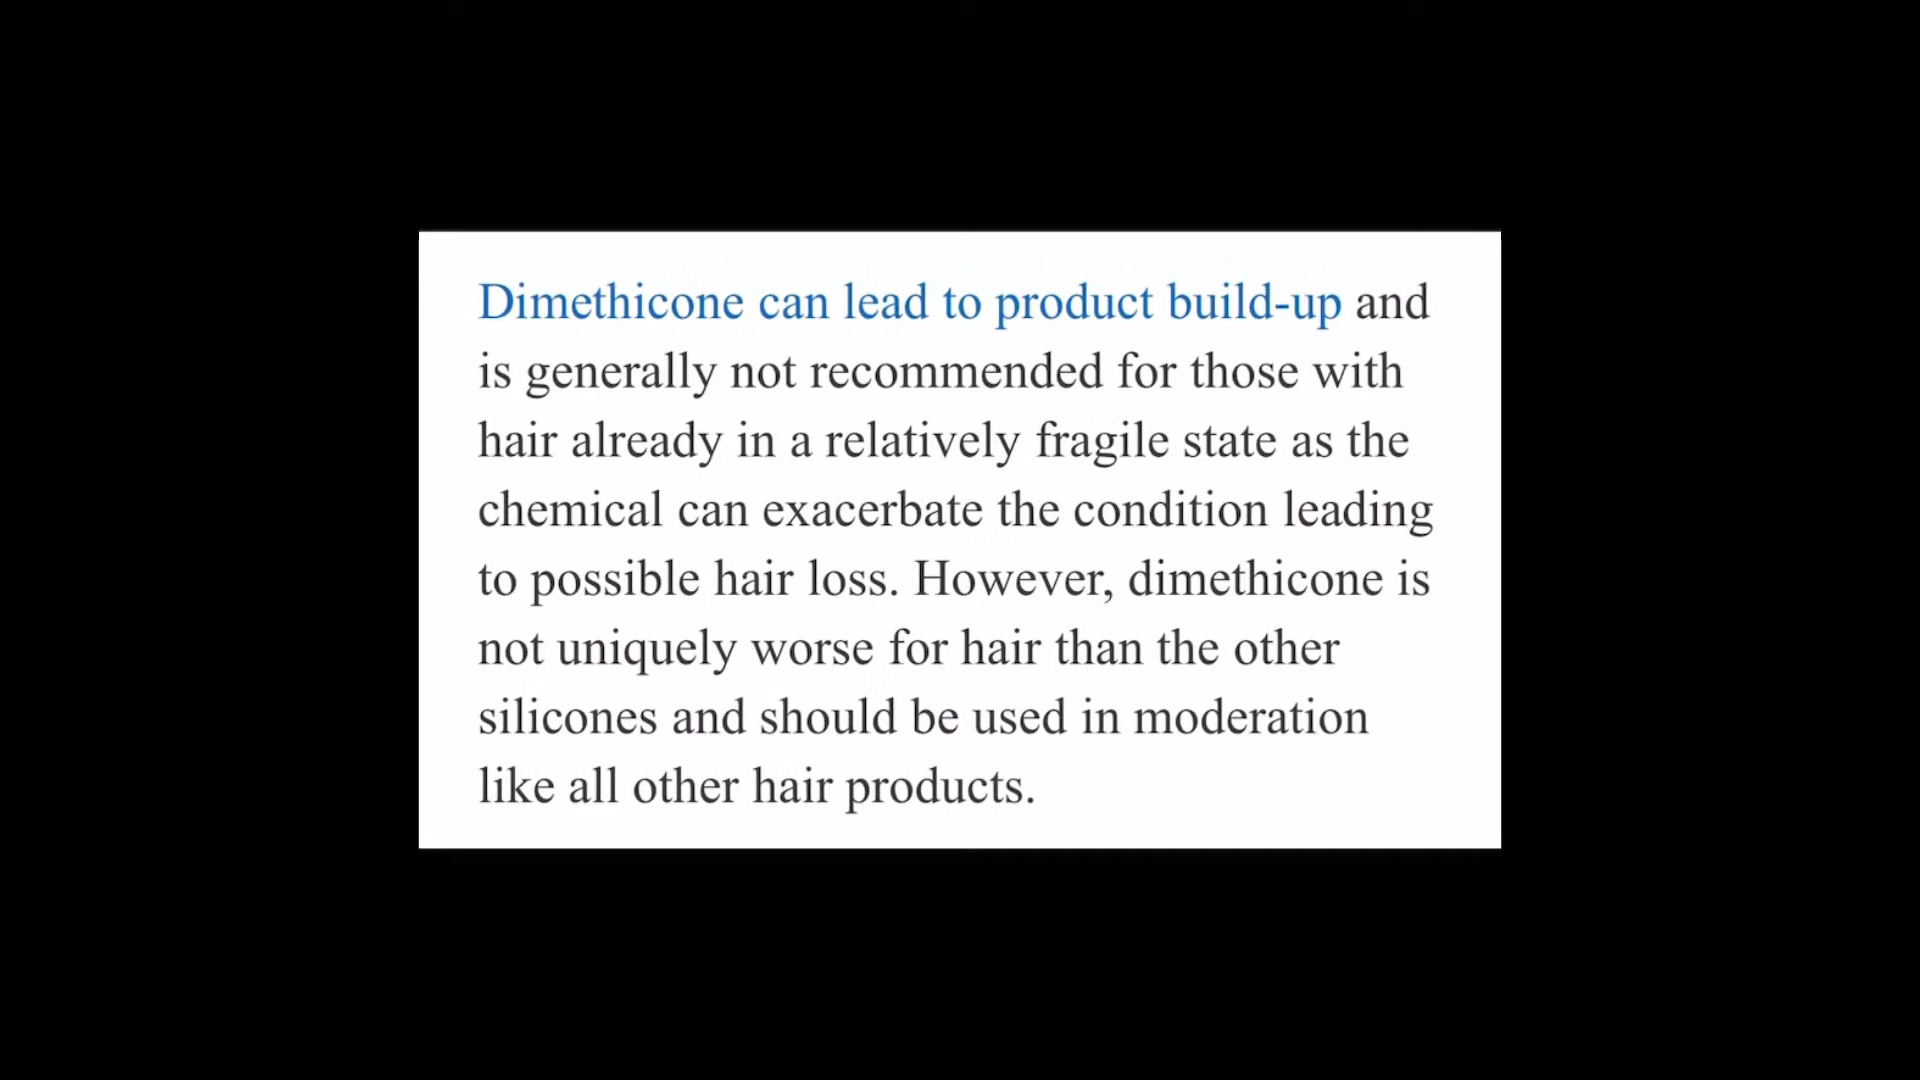 Dimethicone can lead to product build-up and
is generally not recommended for those with
hair already in a relatively fragile state as the
chemical can exacerbate the condition leading
to possible hair loss. However, dimethicone is
not uniquely worse for hair than the other
silicones and should be used in moderation
like all other hair products.